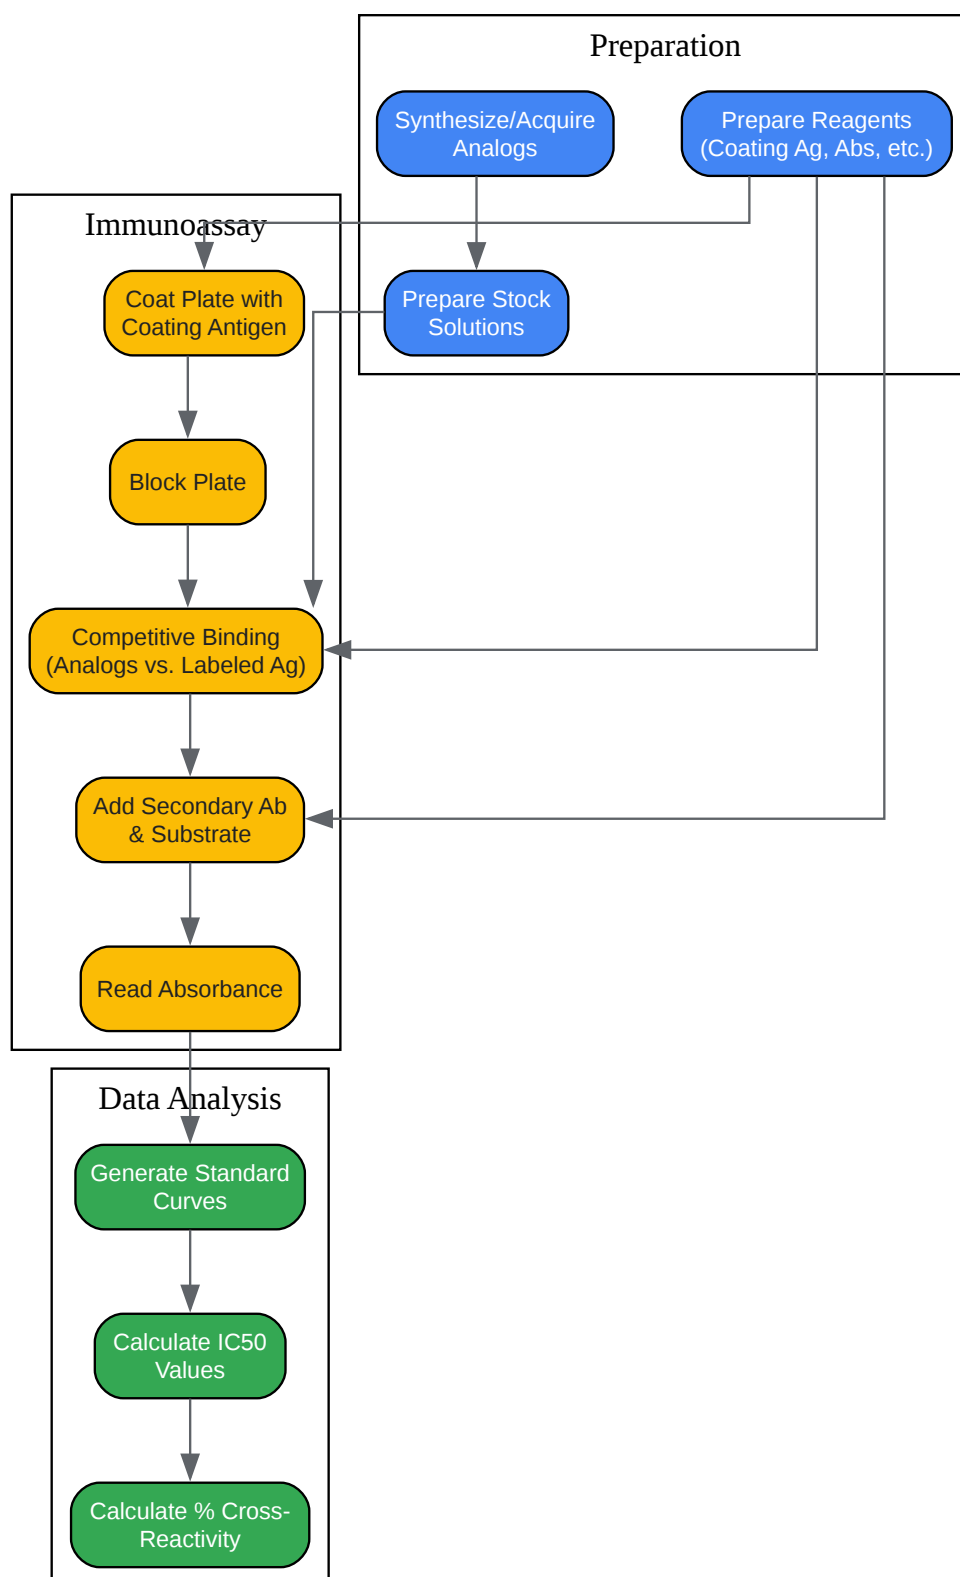 Preparation
Synthesize/Acquire
Analogs
Prepare Reagents
(Coating Ag, Abs, etc.)
Prepare Stock
Solutions
Immunoassay
Coat Plate with
Coating Antigen
Block Plate
Competitive Binding
(Analogs vs. Labeled Ag)
Add Secondary Ab
& Substrate
Read Absorbance
Data Analysis
Generate Standard
Curves
Calculate IC50
Values
Calculate % Cross-
Reactivity